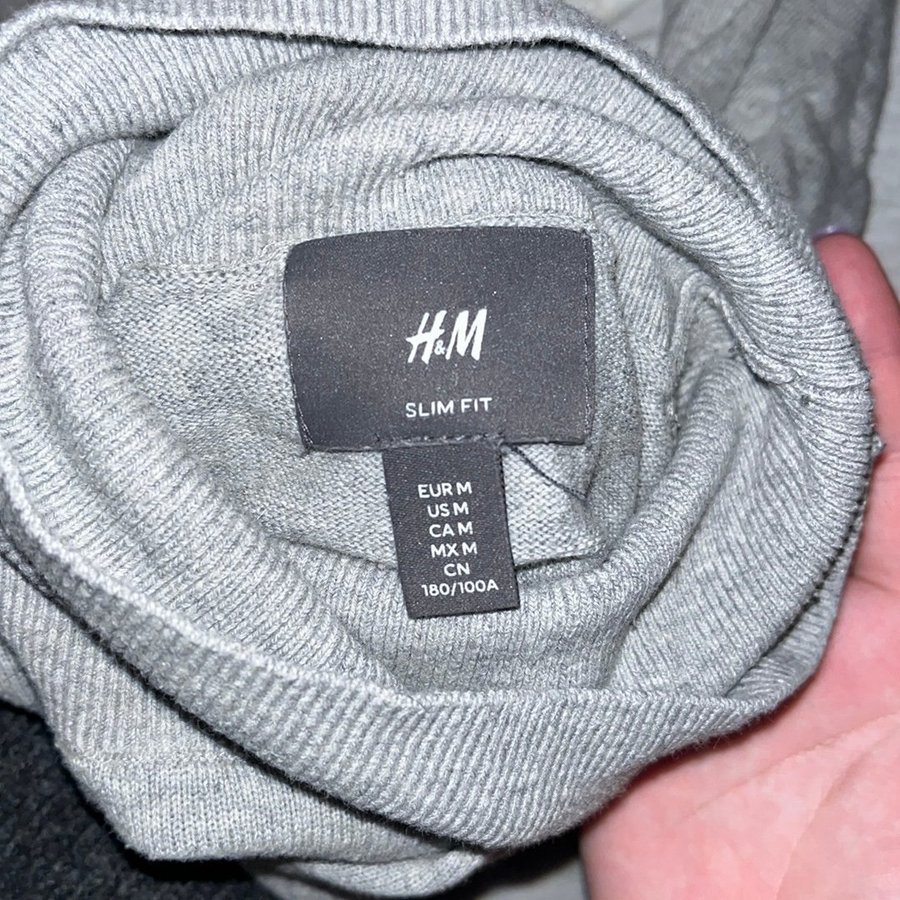 H&M
SLIM FIT
EUR M
US M
CA M
MX M
CN
180/100A